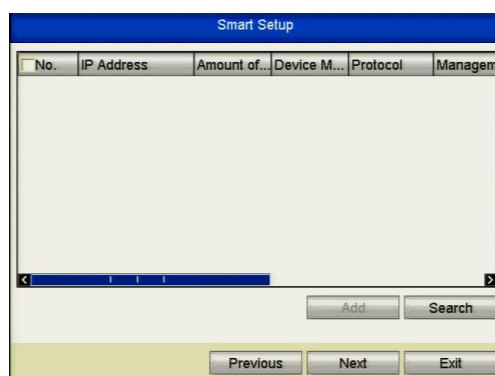 Smart Setup
No. IP Address Amount of... Device M... Protocol Managem
Add Search
Previous Next Exit